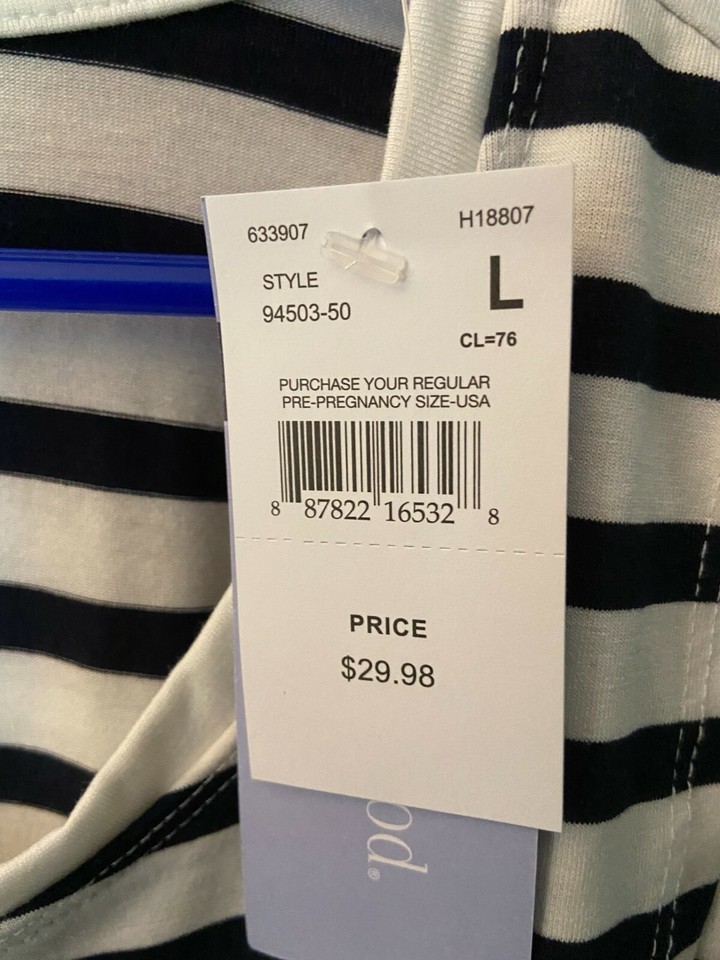 633907
H18807
STYLE
L
94503-50
CL=76
PURCHASE YOUR REGULAR
PRE-PREGNANCY SIZE-USA
8 87822 16532 8
PRICE
$29.98
od.®